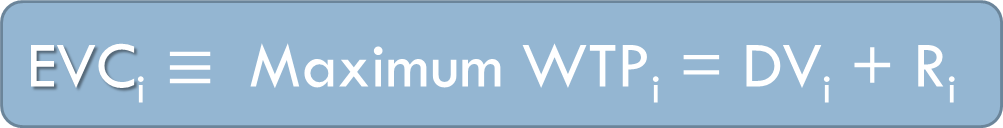 EVCᵢ ≡ Maximum WTPᵢ = DVᵢ + Rᵢ